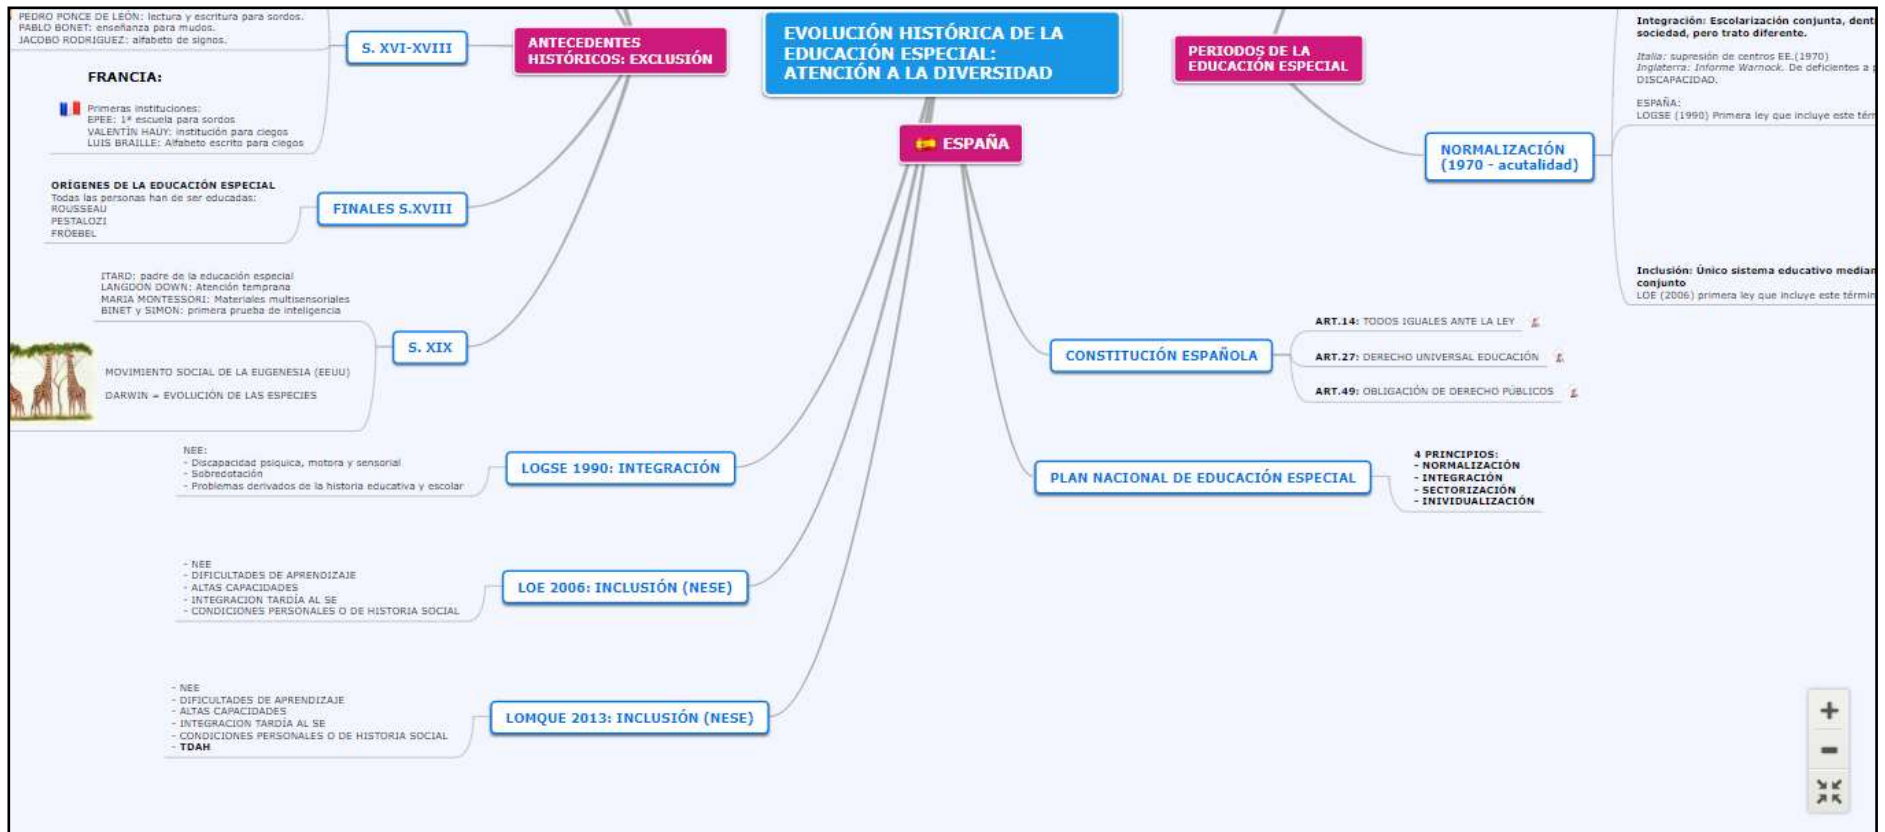 PEDRO PONCE DE LEÓN: lectura y escritura para sordos.
PABLO BONET: enseñanza para mudos.
JACOBO RODRIGUEZ: alfabeto de signos.
S. XVI-XVIII
FRANCIA:
Primeras instituciones:
EPEE: 1ª escuela para sordos
VALENTÍN HAUY: institución para ciegos
LUIS BRAILLE: Alfabeto escrito para ciegos
ANTECEDENTES
HISTÓRICOS: EXCLUSIÓN
ORÍGENES DE LA EDUCACIÓN ESPECIAL
Todas las personas han de ser educadas:
ROUSSEAU
PESTALOZI
FROEBEL
FINALES S.XVIII
ITARD: padre de la educación especial
LANGDON DOWN: Atención temprana
MARIA MONTESSORI: Materiales multisensoriales
BINET y SIMON: primera prueba de inteligencia
S. XIX
MOVIMIENTO SOCIAL DE LA EUGENESIA (EEUU)
DARWIN = EVOLUCIÓN DE LAS ESPECIES
EVOLUCIÓN HISTÓRICA DE LA
EDUCACIÓN ESPECIAL:
ATENCIÓN A LA DIVERSIDAD
ESPAÑA
NEE:
- Discapacidad psiquica, motora y sensorial
- Sobredotación
- Problemas derivados de la historia educativa y escolar
LOGSE 1990: INTEGRACIÓN
- NEE
- DIFICULTADES DE APRENDIZAJE
- ALTAS CAPACIDADES
- INTEGRACION TARDÍA AL SE
- CONDICIONES PERSONALES O DE HISTORIA SOCIAL
LOE 2006: INCLUSIÓN (NESE)
- NEE
- DIFICULTADES DE APRENDIZAJE
- ALTAS CAPACIDADES
- INTEGRACION TARDÍA AL SE
- CONDICIONES PERSONALES O DE HISTORIA SOCIAL
- TDAH
LOMQUE 2013: INCLUSIÓN (NESE)
PERIODOS DE LA
EDUCACIÓN ESPECIAL
NORMALIZACIÓN
(1970 - acutalidad)
Integración: Escolarización conjunta, dent
sociedad, pero trato diferente.
Italia: supresión de centros EE.(1970)
Inglaterra: Informe Warnock. De deficientes a
DISCAPACIDAD.
ESPAÑA:
LOGSE (1990) Primera ley que incluye este tér
Inclusión: Único sistema educativo median
conjunto
LOE (2006) primera ley que incluye este términ
CONSTITUCIÓN ESPAÑOLA
ART.14: TODOS IGUALES ANTE LA LEY
ART.27: DERECHO UNIVERSAL EDUCACIÓN
ART.49: OBLIGACIÓN DE DERECHO PÚBLICOS
PLAN NACIONAL DE EDUCACIÓN ESPECIAL
4 PRINCIPIOS:
- NORMALIZACIÓN
- INTEGRACIÓN
- SECTORIZACIÓN
- INIVIDUALIZACIÓN